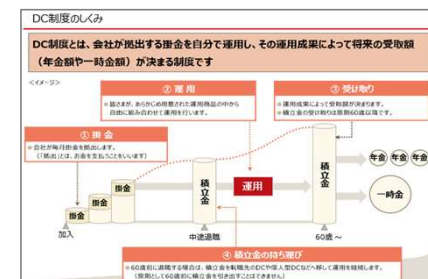 DC制度のしくみ
DC制度とは、会社が拠出する掛金を自分で運用し、その運用成果によって将来の受取額
（年金額や一時金額）が決まる制度です
＜イメージ＞
② 運 用
● 皆さまが、あらかじめ用意された運用商品の中から
自由に組み合わせて運用を行います。
③ 受け取り
● 運用成果によって受取額が決まります。
● 積立金の受け取りは原則60歳以降です。
① 掛 金
● 会社が毎月掛金を拠出します。
（「拠出」とは、お金を支払うことをいいます）
掛金
掛金
掛金
積立金
運用
積立金
年金
年金
年金
一時金
加入
中途退職
60歳 ～
④ 積立金の持ち運び
● 60歳前に退職する場合は、積立金を転職先のDCや個人型DCなどへ移して運用を継続します。
（原則として60歳前に積立金を引き出すことはできません）